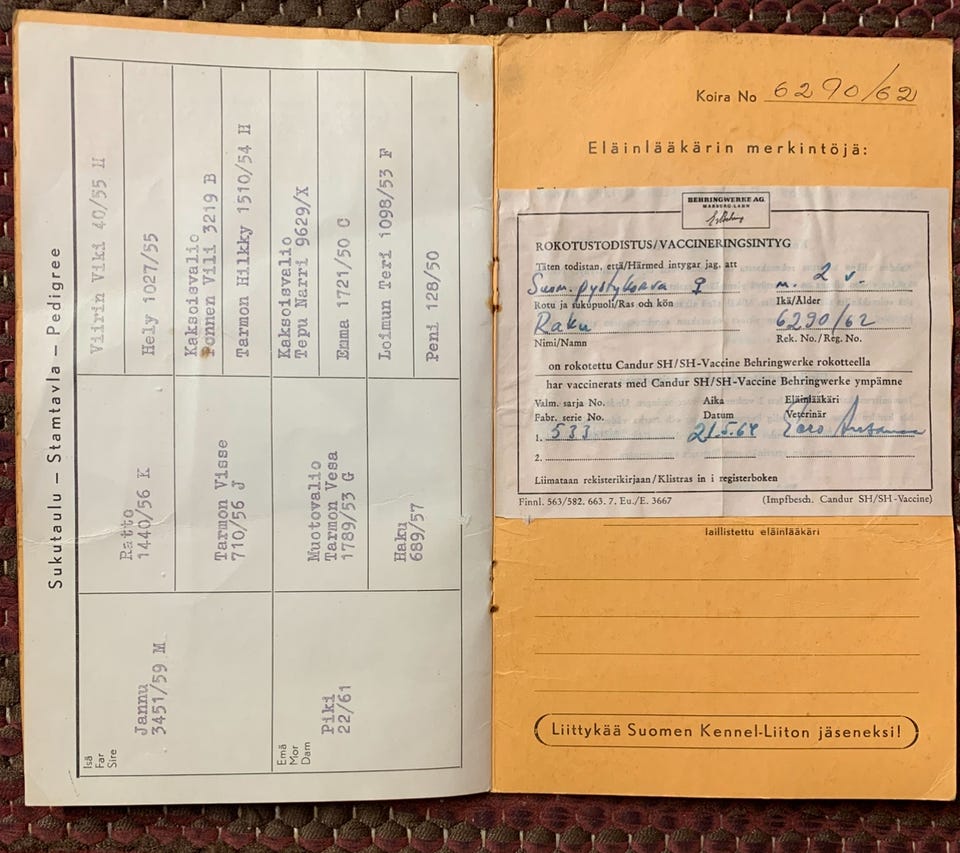 Sukutaulu – Stamtavla – Pedigree
Isä
Far
Sire
Jannu
3451/59 M
Emä
Mor
Dam
Piki
22/61
Ratto
1440/56 K
Tarmon Visse
710/56 J
Muotovalio
Tarmon Vesa
1789/53 G
Haku
689/57
Viirin Viki 40/55 H
Hely 1027/55
Kaksoisvalio
Ponnen Vili 3219 B
Tarmon Hilkky 1510/54 H
Kaksoisvalio
Tepu Narri 9629/X
Emma 1721/50 C
Loimun Teri 1098/53 F
Peni 128/50
Koira No 6290/62
Eläinlääkärin merkintöjä:
BEHRINGWERKE AG
MARBURG-LAHN
ROKOTUSTODISTUS/VACCINERINGSINTYG
Täten todistan, että/Härmed intygar jag, att
Suom. pystykorva ♀ n. 2 v.
Rotu ja sukupuoli/Ras och kön Ikä/Ålder
Raku 6290/62
Nimi/Namn Rek. No./Reg. No.
on rokotettu Candur SH/SH-Vaccine Behringwerke rokotteella
har vaccinerats med Candur SH/SH-Vaccine Behringwerke ympämne
Valm. sarja No. Aika Eläinlääkäri
Fabr. serie No. Datum Veterinär
1. 533 21.5.64 Eero
2.
Liimataan rekisterikirjaan/Klistras in i registerboken
Finnl. 563/582. 663. 7. Eu./E. 3667 (Impfbesch. Candur SH/SH-Vaccine)
laillistettu eläinlääkäri
Liittykää Suomen Kennel-Liiton jäseneksi!